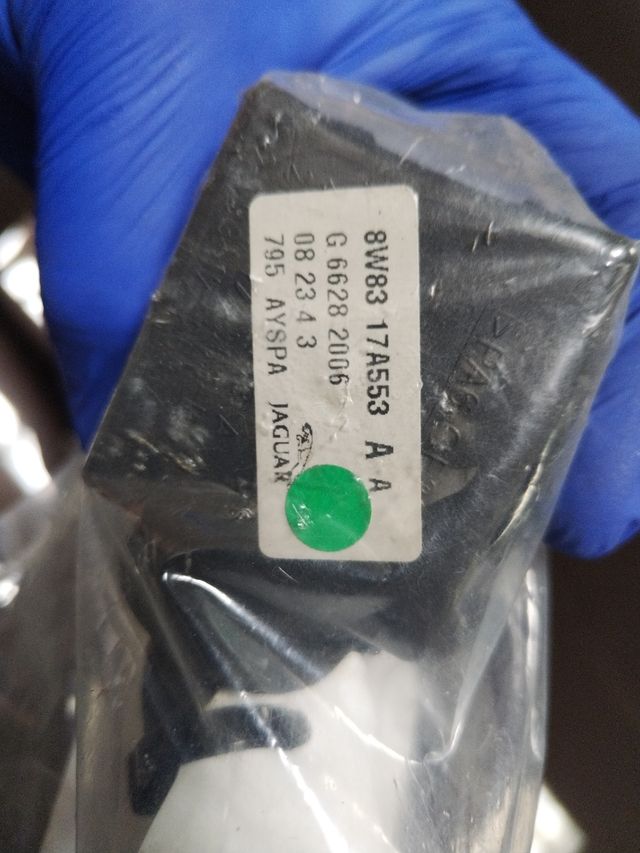 8W83 17A553 A A
G 6628 2006
08 23 4 3
795 AYSPA JAGUAR